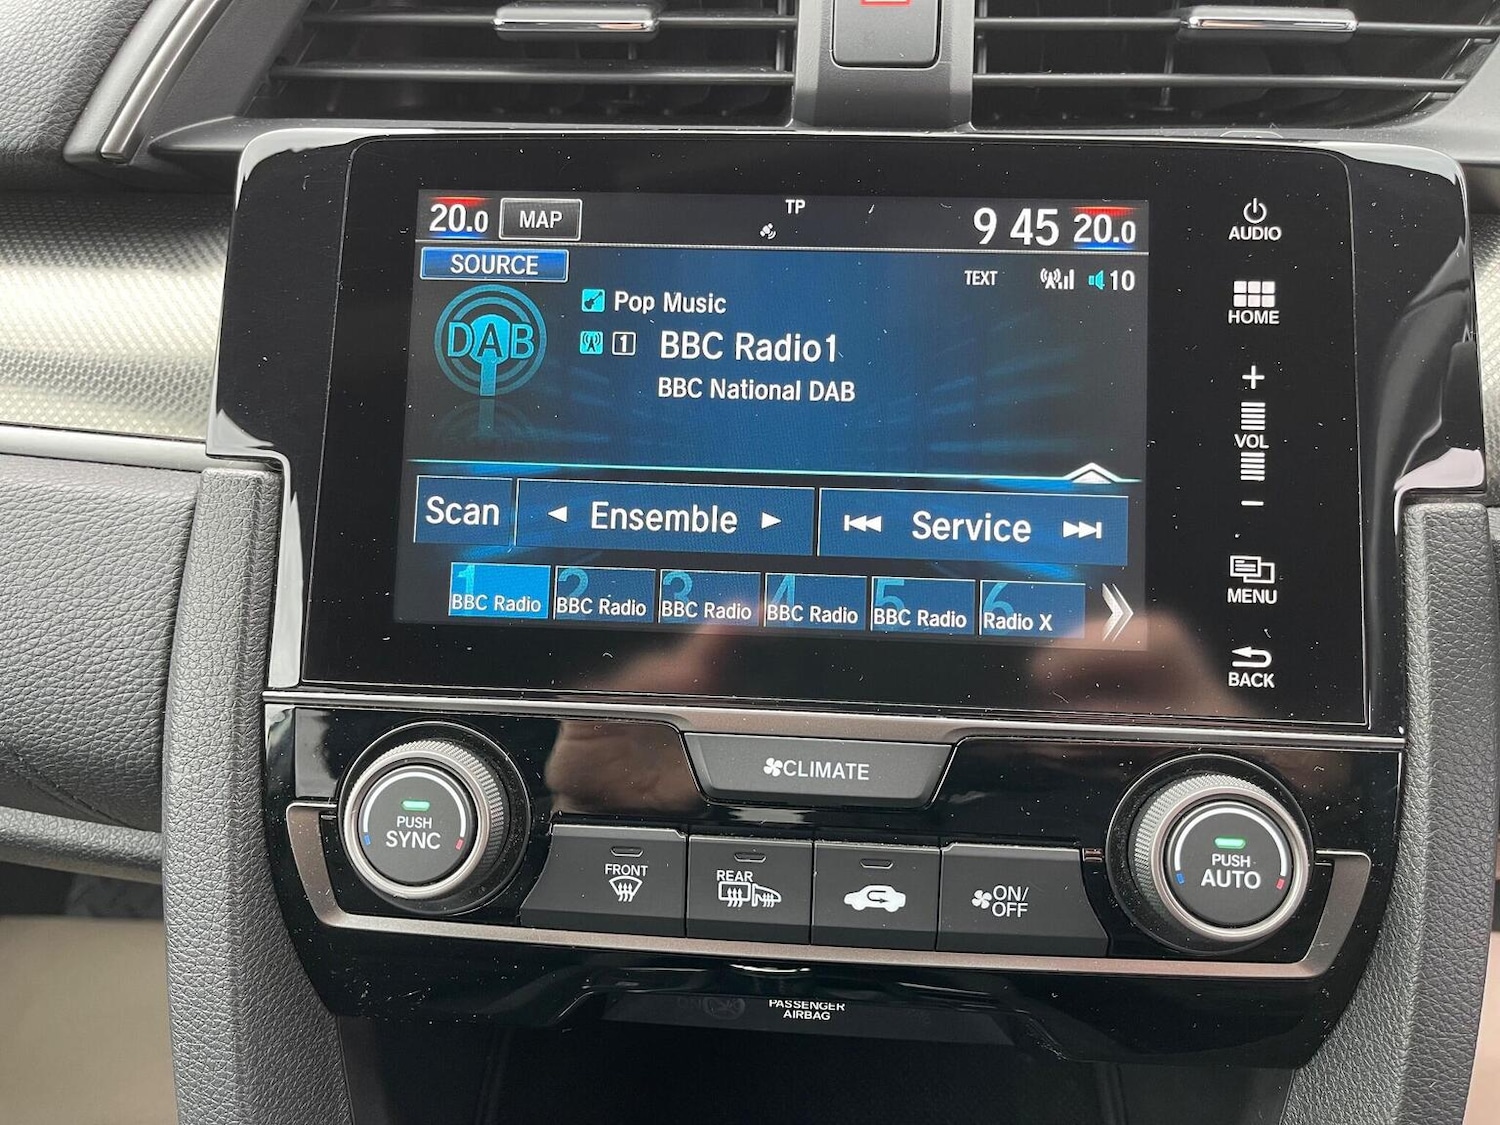 20.0 MAP TP 9 45 20.0
SOURCE TEXT 10
DAB
Pop Music
1 BBC Radio1
BBC National DAB
Scan Ensemble Service
1 2 3 4 5 6
BBC Radio BBC Radio BBC Radio BBC Radio BBC Radio Radio X
AUDIO
HOME
+
VOL
−
MENU
BACK
CLIMATE
PUSH
SYNC
FRONT
REAR
ON/
OFF
PUSH
AUTO
PASSENGER
AIRBAG